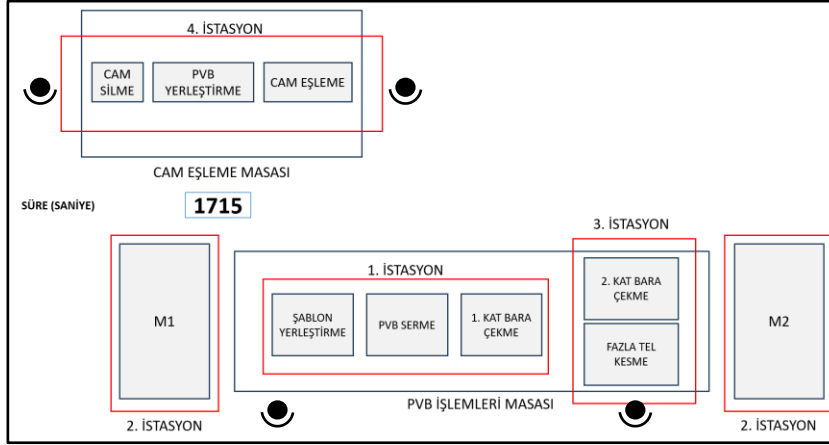 4. İSTASYON
CAM
SİLME
PVB
YERLEŞTİRME
CAM EŞLEME
CAM EŞLEME MASASI
SÜRE (SANİYE)
1715
3. İSTASYON
1. İSTASYON
M1
ŞABLON
YERLEŞTİRME
PVB SERME
1. KAT BARA
ÇEKME
2. KAT BARA
ÇEKME
FAZLA TEL
KESME
M2
PVB İŞLEMLERİ MASASI
2. İSTASYON
2. İSTASYON